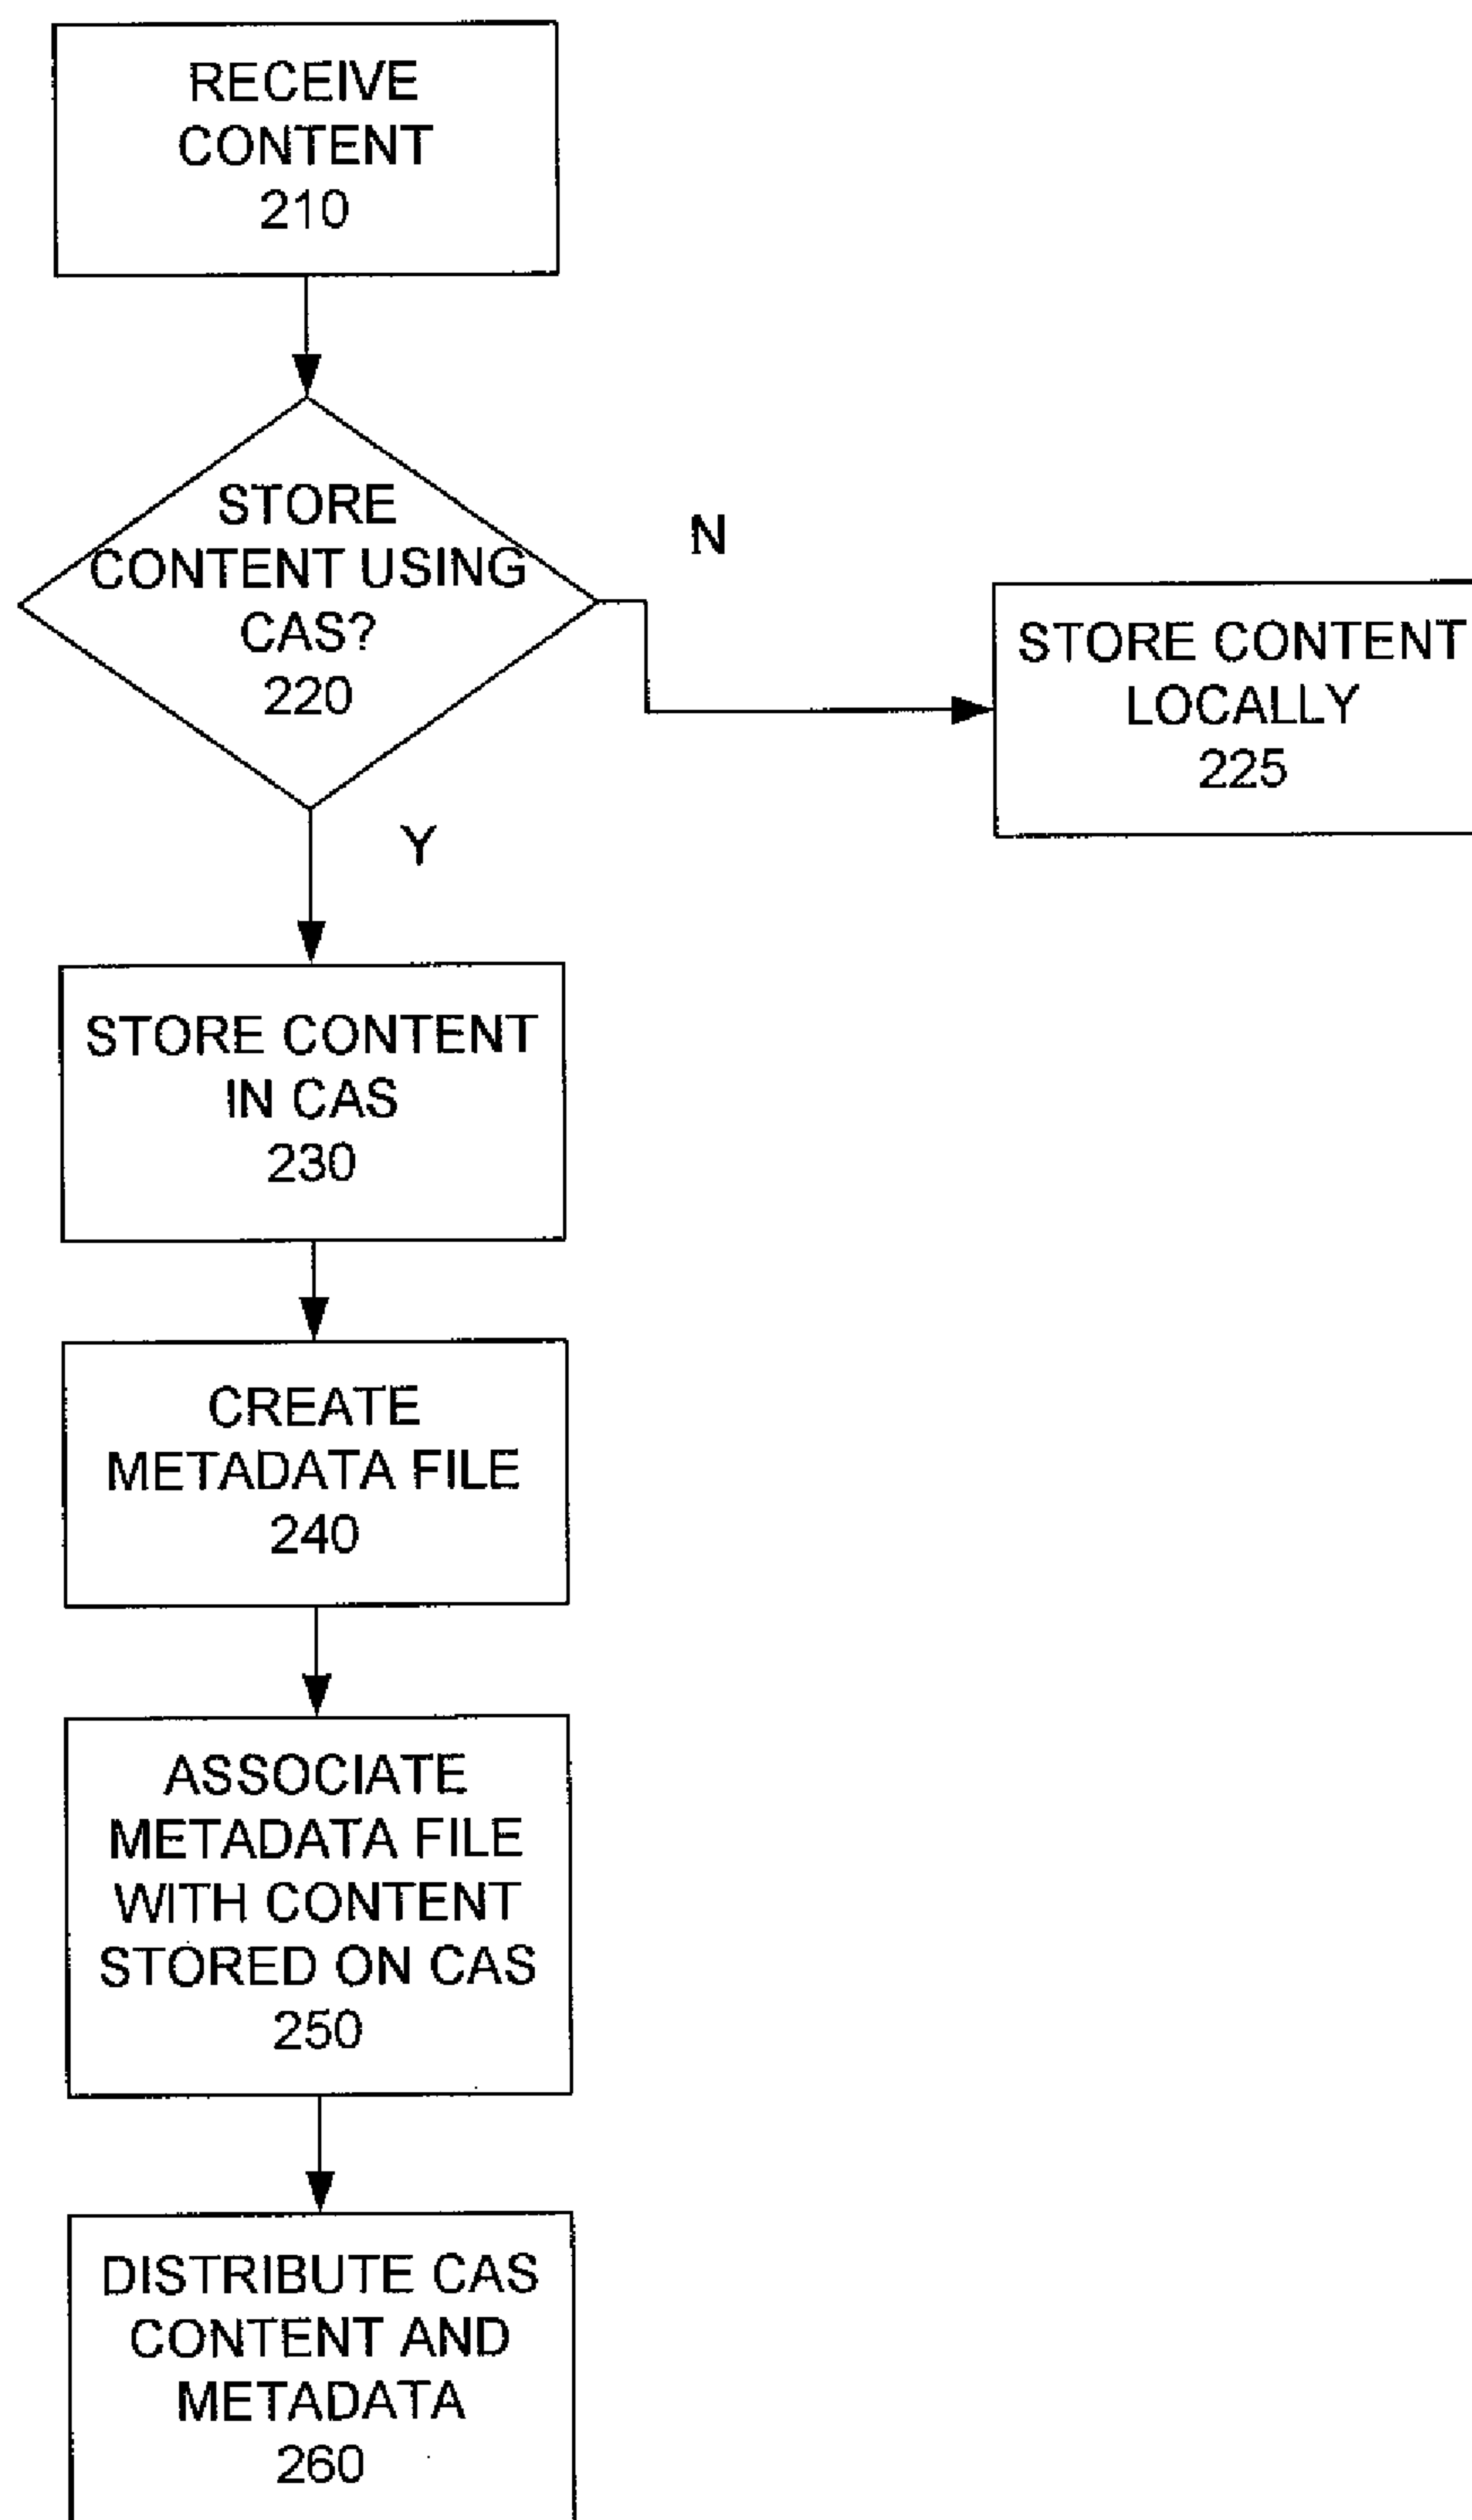 RECEIVE
CONTENT
210
STORE
CONTENT USING
CAS?
220
N
STORE CONTENT
LOCALLY
225
Y
STORE CONTENT
IN CAS
230
CREATE
METADATA FILE
240
ASSOCIATE
METADATA FILE
WITH CONTENT
STORED ON CAS
250
DISTRIBUTE CAS
CONTENT AND
METADATA
260